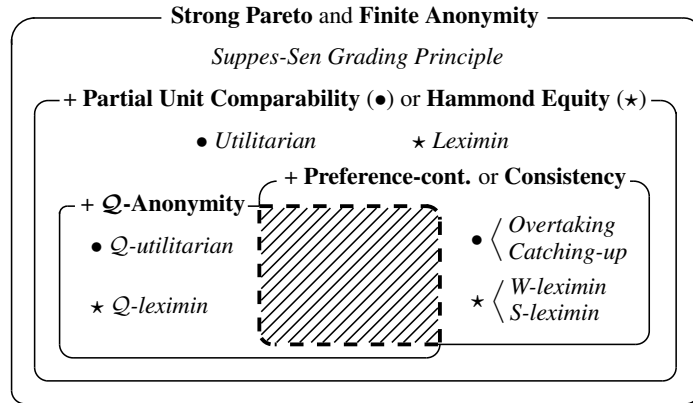 Strong Pareto and Finite Anonymity
Suppes-Sen Grading Principle
+ Partial Unit Comparability (•) or Hammond Equity (⋆)
• Utilitarian ⋆ Leximin
+ Preference-cont. or Consistency
+ 𝒬-Anonymity
• 𝒬-utilitarian
• ⟨ Overtaking
Catching-up
⋆ 𝒬-leximin
⋆ ⟨ W-leximin
S-leximin